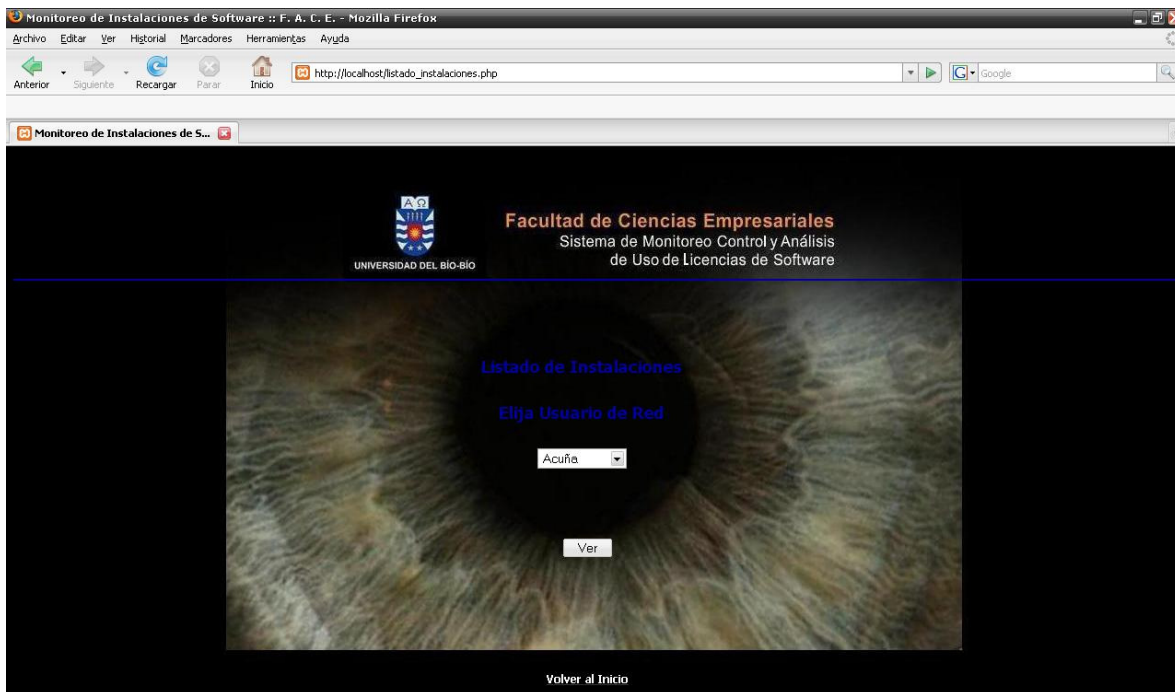 Monitoreo de Instalaciones de Software :: F. A. C. E. - Mozilla Firefox
Archivo Editar Ver Historial Marcadores Herramientas Ayuda
Anterior Siguiente Recargar Parar Inicio http://localhost/listado_instalaciones.php G Google
Monitoreo de Instalaciones de S...
ΑΩ
UNIVERSIDAD DEL BÍO-BÍO
Facultad de Ciencias Empresariales
Sistema de Monitoreo Control y Análisis
de Uso de Licencias de Software
Listado de Instalaciones
Elija Usuario de Red
Acuña
Ver
Volver al Inicio